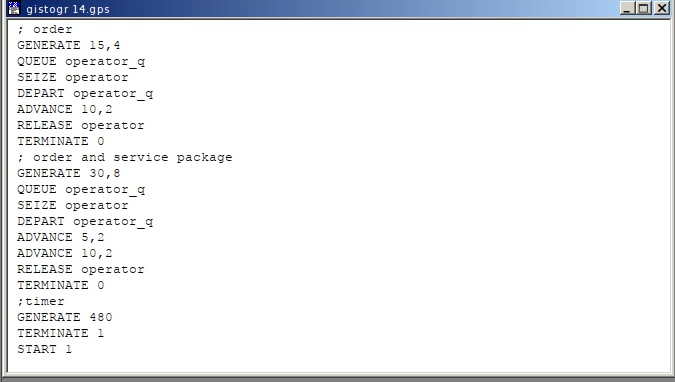 gistogr 14.gps
; order
GENERATE 15,4
QUEUE operator_q
SEIZE operator
DEPART operator_q
ADVANCE 10,2
RELEASE operator
TERMINATE 0
; order and service package
GENERATE 30,8
QUEUE operator_q
SEIZE operator
DEPART operator_q
ADVANCE 5,2
ADVANCE 10,2
RELEASE operator
TERMINATE 0
;timer
GENERATE 480
TERMINATE 1
START 1